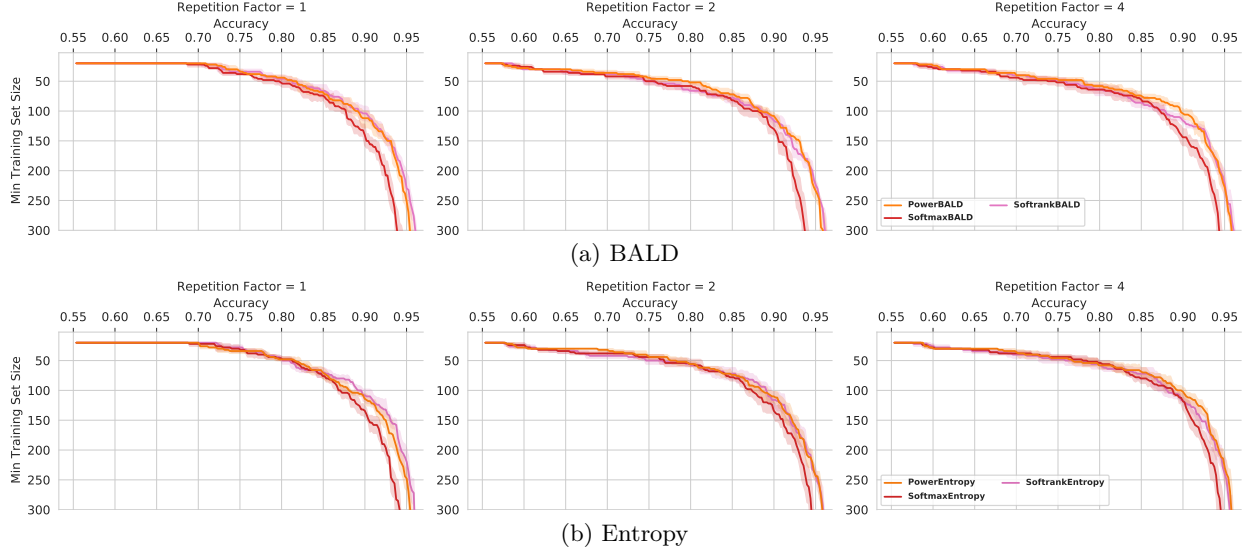 Repetition Factor = 1
Accuracy
0.55 0.60 0.65 0.70 0.75 0.80 0.85 0.90 0.95
Min Training Set Size
50
100
150
200
250
300
Repetition Factor = 2
Accuracy
0.55 0.60 0.65 0.70 0.75 0.80 0.85 0.90 0.95
50
100
150
200
250
300
Repetition Factor = 4
Accuracy
0.55 0.60 0.65 0.70 0.75 0.80 0.85 0.90 0.95
50
100
150
200
250
300
PowerBALD
SoftmaxBALD
SoftrankBALD
(a) BALD
Repetition Factor = 1
Accuracy
0.55 0.60 0.65 0.70 0.75 0.80 0.85 0.90 0.95
Min Training Set Size
50
100
150
200
250
300
Repetition Factor = 2
Accuracy
0.55 0.60 0.65 0.70 0.75 0.80 0.85 0.90 0.95
50
100
150
200
250
300
Repetition Factor = 4
Accuracy
0.55 0.60 0.65 0.70 0.75 0.80 0.85 0.90 0.95
50
100
150
200
250
300
PowerEntropy
SoftmaxEntropy
SoftrankEntropy
(b) Entropy